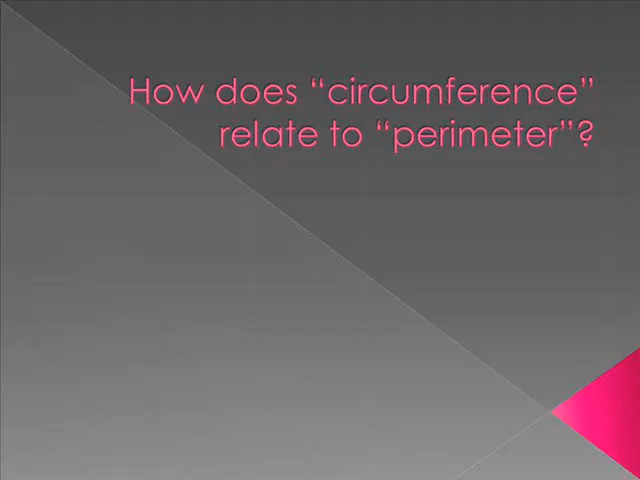 How does “circumference”
relate to “perimeter”?